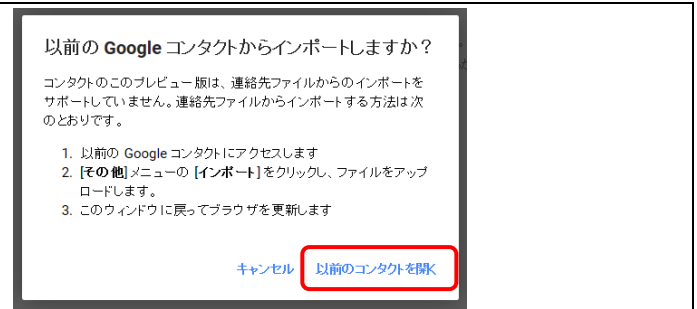 以前の Google コンタクトからインポートしますか？
コンタクトのこのプレビュー版は、連絡先ファイルからのインポートを
サポートしていません。連絡先ファイルからインポートする方法は次
のとおりです。
1. 以前の Google コンタクトにアクセスします
2. [その他]メニューの [インポート]をクリックし、ファイルをアップ
ロードします。
3. このウィンドウに戻ってブラウザを更新します
キャンセル 以前のコンタクトを開く